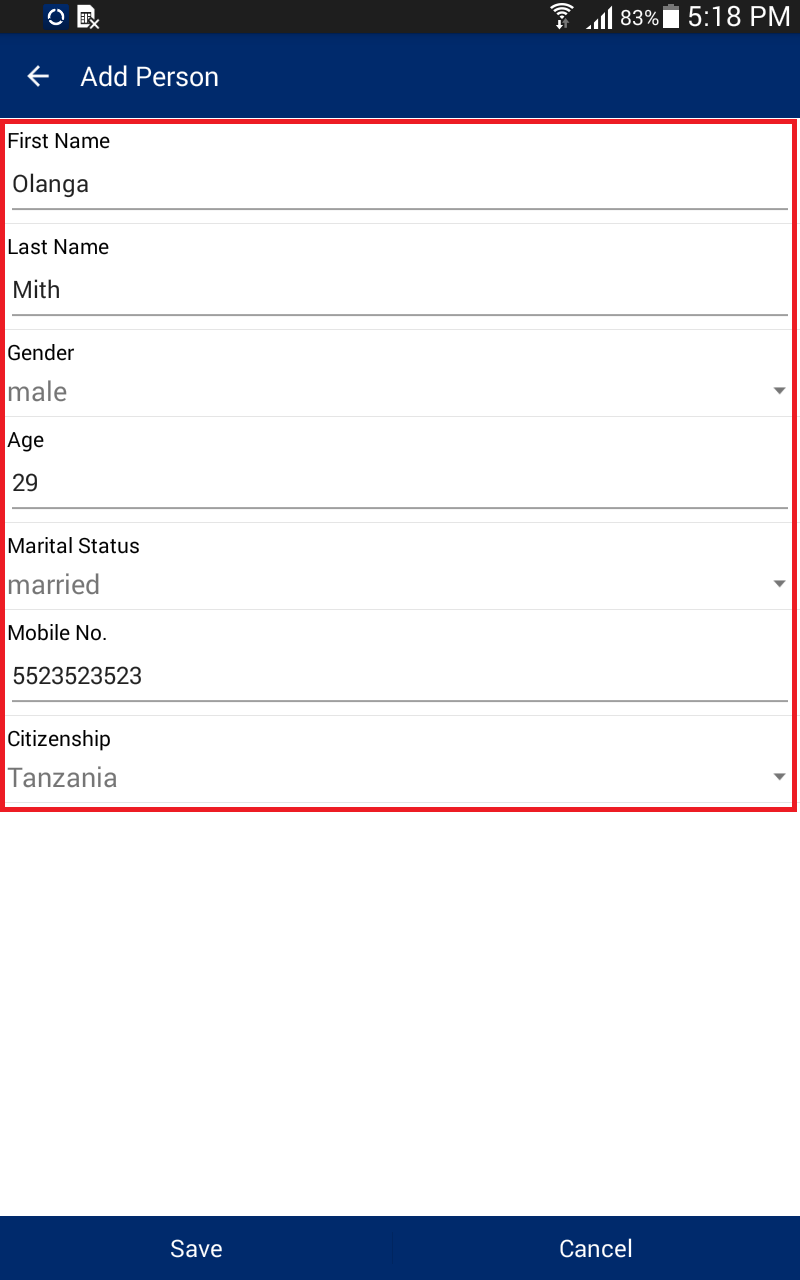 83% 5:18 PM
Add Person
First Name
Olanga
Last Name
Mith
Gender
male
Age
29
Marital Status
married
Mobile No.
5523523523
Citizenship
Tanzania
Save Cancel